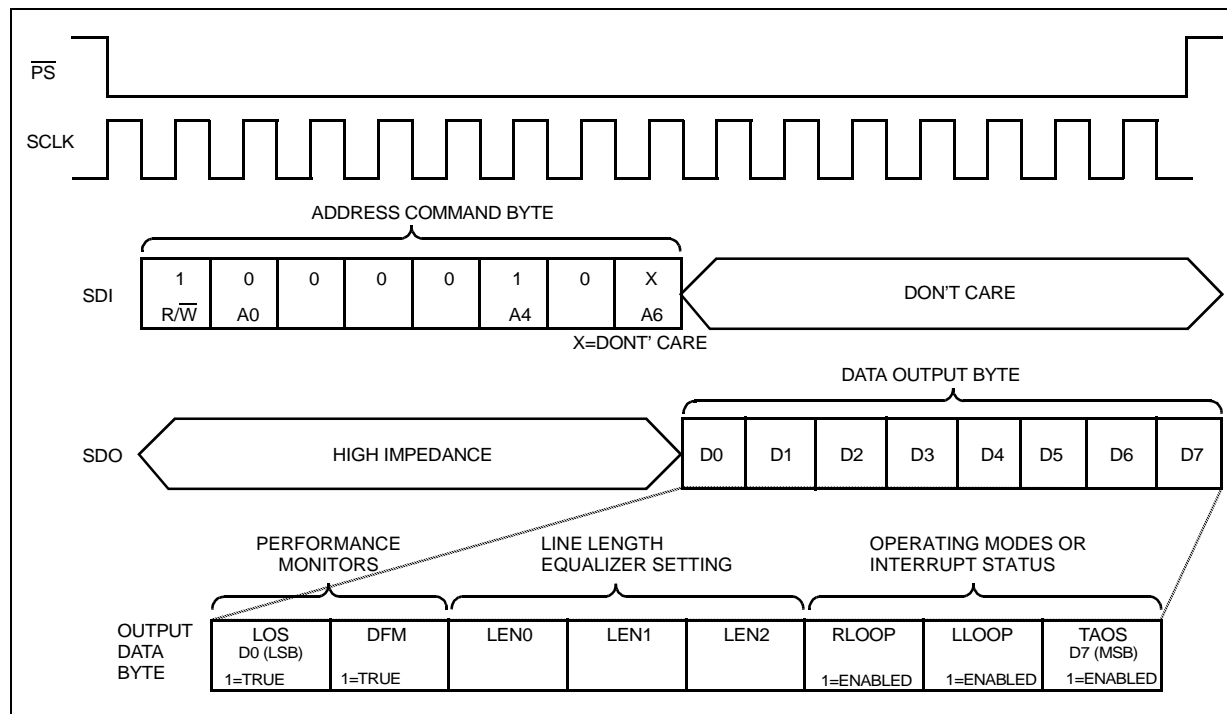 PS
SCLK
ADDRESS COMMAND BYTE
SDI
1 0 0 0 0 1 0 X
R/W A0 A4 A6
DON'T CARE
X=DONT' CARE
DATA OUTPUT BYTE
SDO
HIGH IMPEDANCE
D0 D1 D2 D3 D4 D5 D6 D7
PERFORMANCE
MONITORS
LINE LENGTH
EQUALIZER SETTING
OPERATING MODES OR
INTERRUPT STATUS
OUTPUT
DATA
BYTE
LOS DFM LEN0 LEN1 LEN2 RLOOP LLOOP TAOS
D0 (LSB) D7 (MSB)
1=TRUE 1=TRUE 1=ENABLED 1=ENABLED 1=ENABLED